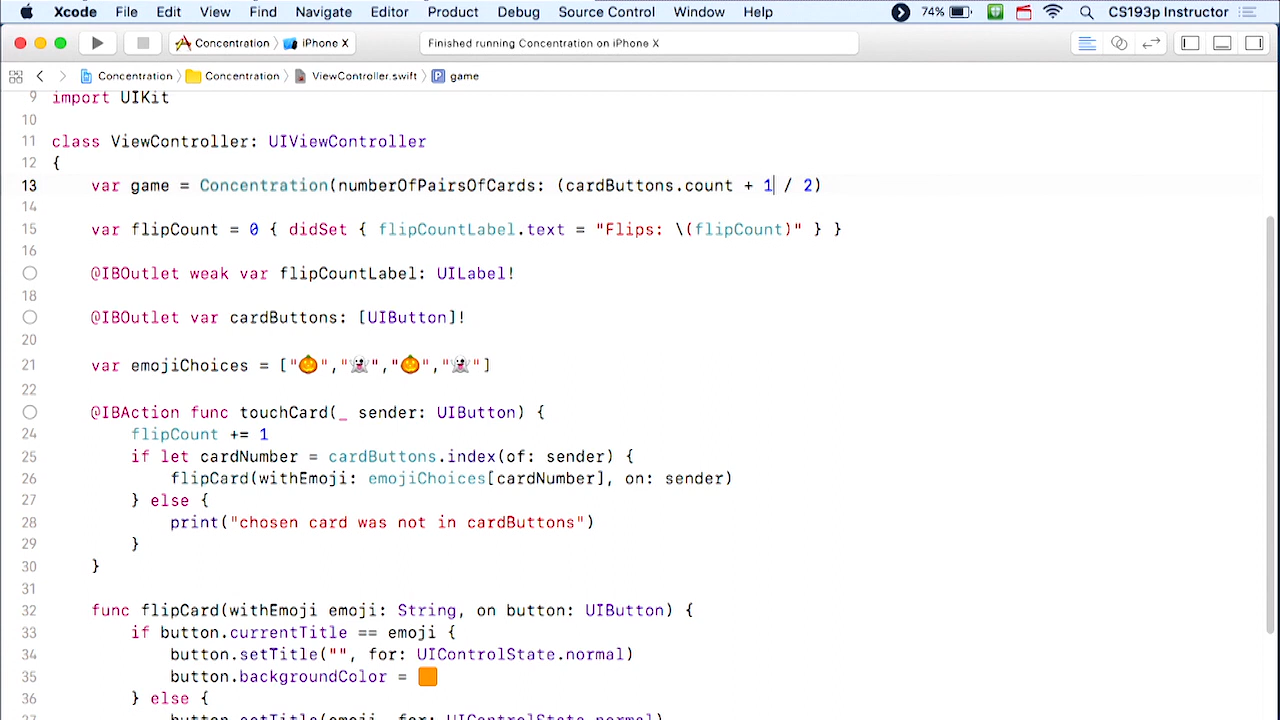 Xcode File Edit View Find Navigate Editor Product Debug Source Control Window Help 74% CS193p Instructor
Concentration iPhone X Finished running Concentration on iPhone X
Concentration Concentration ViewController.swift P game
9 import UIKit
10
11 class ViewController: UIViewController
12 {
13 var game = Concentration(numberOfPairsOfCards: (cardButtons.count + 1 / 2)
14
15 var flipCount = 0 { didSet { flipCountLabel.text = "Flips: \(flipCount)" } }
16
@IBOutlet weak var flipCountLabel: UILabel!
18
@IBOutlet var cardButtons: [UIButton]!
20
21 var emojiChoices = ["🎃","👻","🎃","👻"]
22
@IBAction func touchCard(_ sender: UIButton) {
24 flipCount += 1
25 if let cardNumber = cardButtons.index(of: sender) {
26 flipCard(withEmoji: emojiChoices[cardNumber], on: sender)
27 } else {
28 print("chosen card was not in cardButtons")
29 }
30 }
31
32 func flipCard(withEmoji emoji: String, on button: UIButton) {
33 if button.currentTitle == emoji {
34 button.setTitle("", for: UIControlState.normal)
35 button.backgroundColor =
36 } else {
37 button.setTitle(emoji, for: UIControlState.normal)